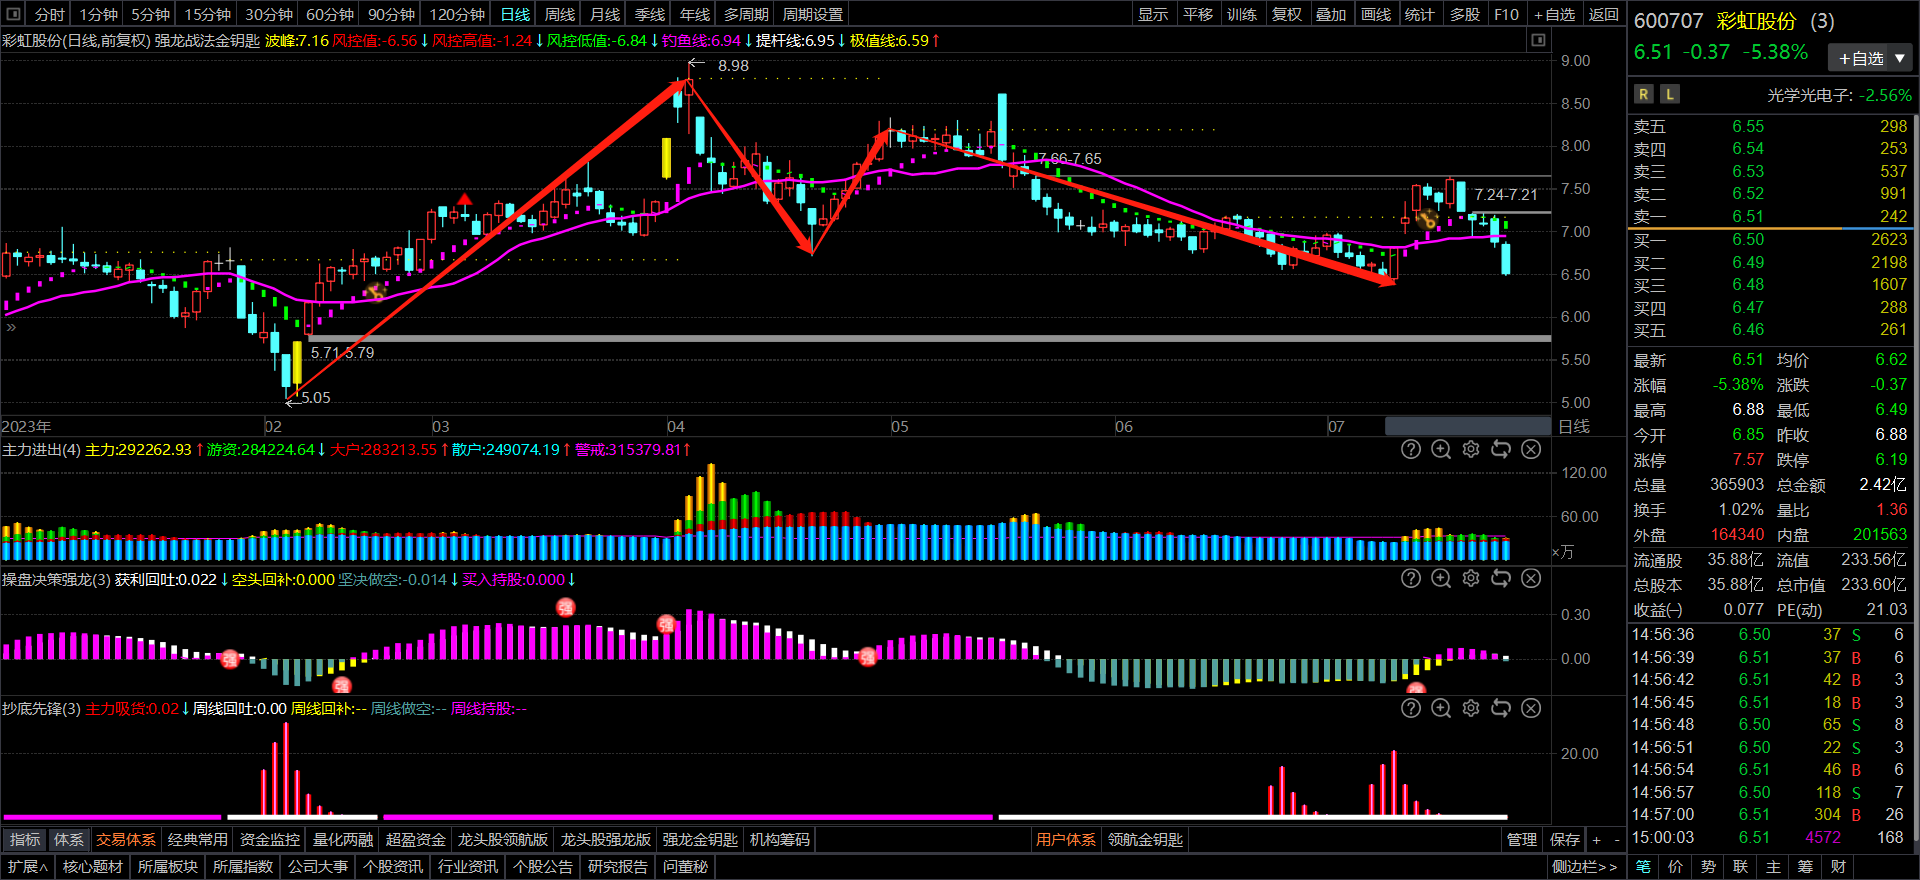 分时 1分钟 5分钟 15分钟 30分钟 60分钟 90分钟 120分钟 日线 周线 月线 季线 年线 多周期 周期设置 显示 平移 训练 复权 叠加 画线 统计 多股 F10 +自选 返回
600707 彩虹股份 (3)
彩虹股份(日线,前复权) 强龙战法金钥匙 波峰:7.16 风控值:-6.56↓风控高值:-1.24↓风控低值:-6.84↓钓鱼线:6.94↓提杆线:6.95↓极值线:6.59↑
6.51 -0.37 -5.38% +自选 ▼
R L 光学光电子: -2.56%
8.98
7.66-7.65
7.24-7.21
5.71-5.79
5.05
9.00
8.50
8.00
7.50
7.00
6.50
6.00
5.50
5.00
»
2023年 02 03 04 05 06 07 日线
主力进出(4) 主力:292262.93↑游资:284224.64↓大户:283213.55↑散户:249074.19↑警戒:315379.81↑
120.00
60.00
×万
操盘决策强龙(3) 获利回吐:0.022↓空头回补:0.000 坚决做空:-0.014↓买入持股:0.000↓
强
强
强
强
强
0.30
0.00
抄底先锋(3) 主力吸货:0.02↓周线回吐:0.00 周线回补:-- 周线做空:-- 周线持股:--
20.00
指标 体系 交易体系 经典常用 资金监控 量化两融 超盈资金 龙头股领航版 龙头股强龙版 强龙金钥匙 机构筹码 用户体系 领航金钥匙 管理 保存 + -
扩展∧ 核心题材 所属板块 所属指数 公司大事 个股资讯 行业资讯 个股公告 研究报告 问董秘 侧边栏>>
卖五 6.55 298
卖四 6.54 253
卖三 6.53 537
卖二 6.52 991
卖一 6.51 242
买一 6.50 2623
买二 6.49 2198
买三 6.48 1607
买四 6.47 288
买五 6.46 261
最新 6.51 均价 6.62
涨幅 -5.38% 涨跌 -0.37
最高 6.88 最低 6.49
今开 6.85 昨收 6.88
涨停 7.57 跌停 6.19
总量 365903 总金额 2.42亿
换手 1.02% 量比 1.36
外盘 164340 内盘 201563
流通股 35.88亿 流值 233.56亿
总股本 35.88亿 总市值 233.60亿
收益㈠ 0.077 PE(动) 21.03
14:56:36 6.50 37 S 6
14:56:39 6.51 37 B 6
14:56:42 6.51 42 B 3
14:56:45 6.51 18 B 3
14:56:48 6.50 65 S 8
14:56:51 6.50 22 S 3
14:56:54 6.51 46 B 6
14:56:57 6.50 118 S 7
14:57:00 6.51 304 B 26
15:00:03 6.51 4572 168
笔 价 势 联 主 筹 财